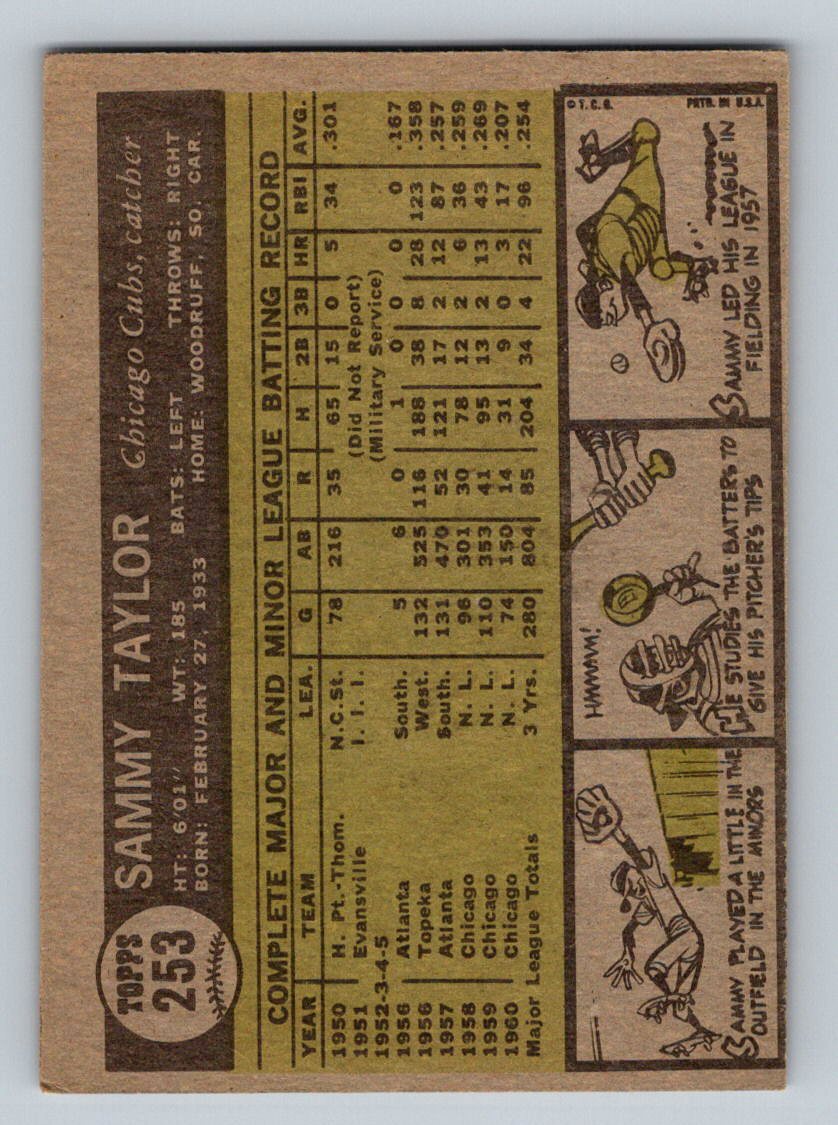 TOPPS
253
SAMMY TAYLOR Chicago Cubs, catcher
HT: 6'01" WT: 185 BATS: LEFT THROWS: RIGHT
BORN: FEBRUARY 27, 1933 HOME: WOODRUFF, SO. CAR.
COMPLETE MAJOR AND MINOR LEAGUE BATTING RECORD
YEAR TEAM LEA. G AB R H 2B 3B HR RBI AVG.
1950 H. Pt.-Thom. N.C.St. 78 216 35 65 15 0 5 34 .301
1951 Evansville I. I. I. (Did Not Report)
1952-3-4-5 (Military Service)
1956 Atlanta South. 5 6 0 1 0 0 0 0 .167
1956 Topeka West. 132 525 116 188 38 8 28 123 .358
1957 Atlanta South. 131 470 52 121 17 2 12 87 .257
1958 Chicago N. L. 96 301 30 78 12 2 6 36 .259
1959 Chicago N. L. 110 353 41 95 13 2 13 43 .269
1960 Chicago N. L. 74 150 14 31 9 0 3 17 .207
Major League Totals 3 Yrs. 280 804 85 204 34 4 22 96 .254
SAMMY PLAYED A LITTLE IN THE
OUTFIELD IN THE MINORS
HMMMM!
HE STUDIES THE BATTERS TO
GIVE HIS PITCHER'S TIPS
© T.C.G. PRTD. IN U.S.A.
SAMMY LED HIS LEAGUE IN
FIELDING IN 1957